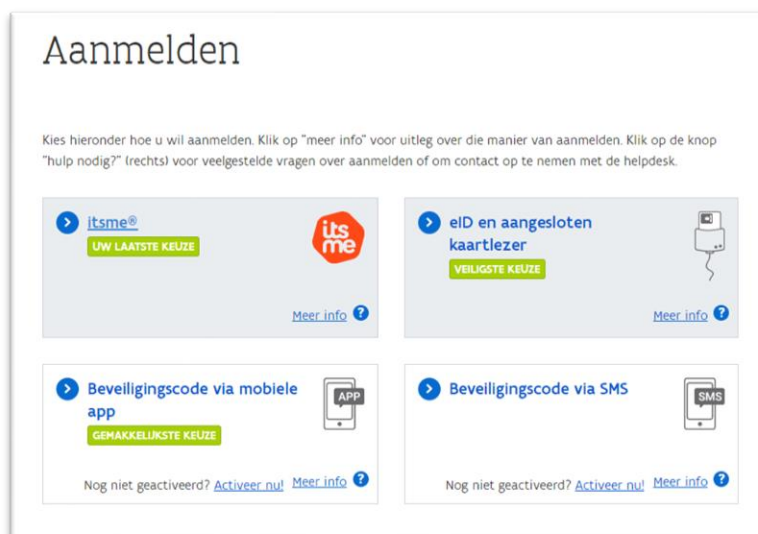 Aanmelden
Kies hieronder hoe u wil aanmelden. Klik op "meer info" voor uitleg over die manier van aanmelden. Klik op de knop
"hulp nodig?" (rechts) voor veelgestelde vragen over aanmelden of om contact op te nemen met de helpdesk.
itsme®
UW LAATSTE KEUZE
its
me
Meer info ?
eID en aangesloten
kaartlezer
VEILIGSTE KEUZE
Meer info ?
Beveiligingscode via mobiele
app
GEMAKKELIJKSTE KEUZE
APP
Nog niet geactiveerd? Activeer nu! Meer info ?
Beveiligingscode via SMS
SMS
Nog niet geactiveerd? Activeer nu! Meer info ?